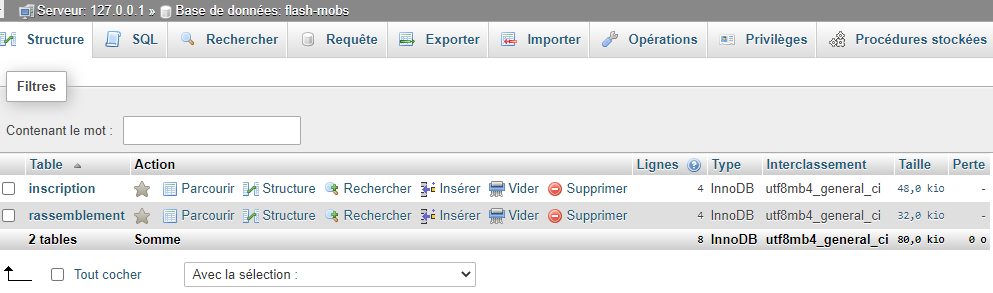 Serveur: 127.0.0.1 » Base de données: flash-mobs
Structure SQL Rechercher Requête Exporter Importer Opérations Privilèges Procédures stockées
Filtres
Contenant le mot :
Table Action Lignes Type Interclassement Taille Perte
inscription Parcourir Structure Rechercher Insérer Vider Supprimer 4 InnoDB utf8mb4_general_ci 48,0 kio -
rassemblement Parcourir Structure Rechercher Insérer Vider Supprimer 4 InnoDB utf8mb4_general_ci 32,0 kio -
2 tables Somme 8 InnoDB utf8mb4_general_ci 80,0 kio 0 o
Tout cocher Avec la sélection :